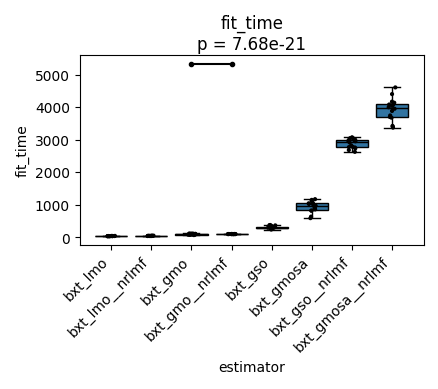 fit_time
p = 7.68e-21
fit_time
5000
4000
3000
2000
1000
0
bxt_lmo
bxt_lmo__nrlmf
bxt_gmo
bxt_gmo__nrlmf
bxt_gso
bxt_gmosa
bxt_gso__nrlmf
bxt_gmosa__nrlmf
estimator